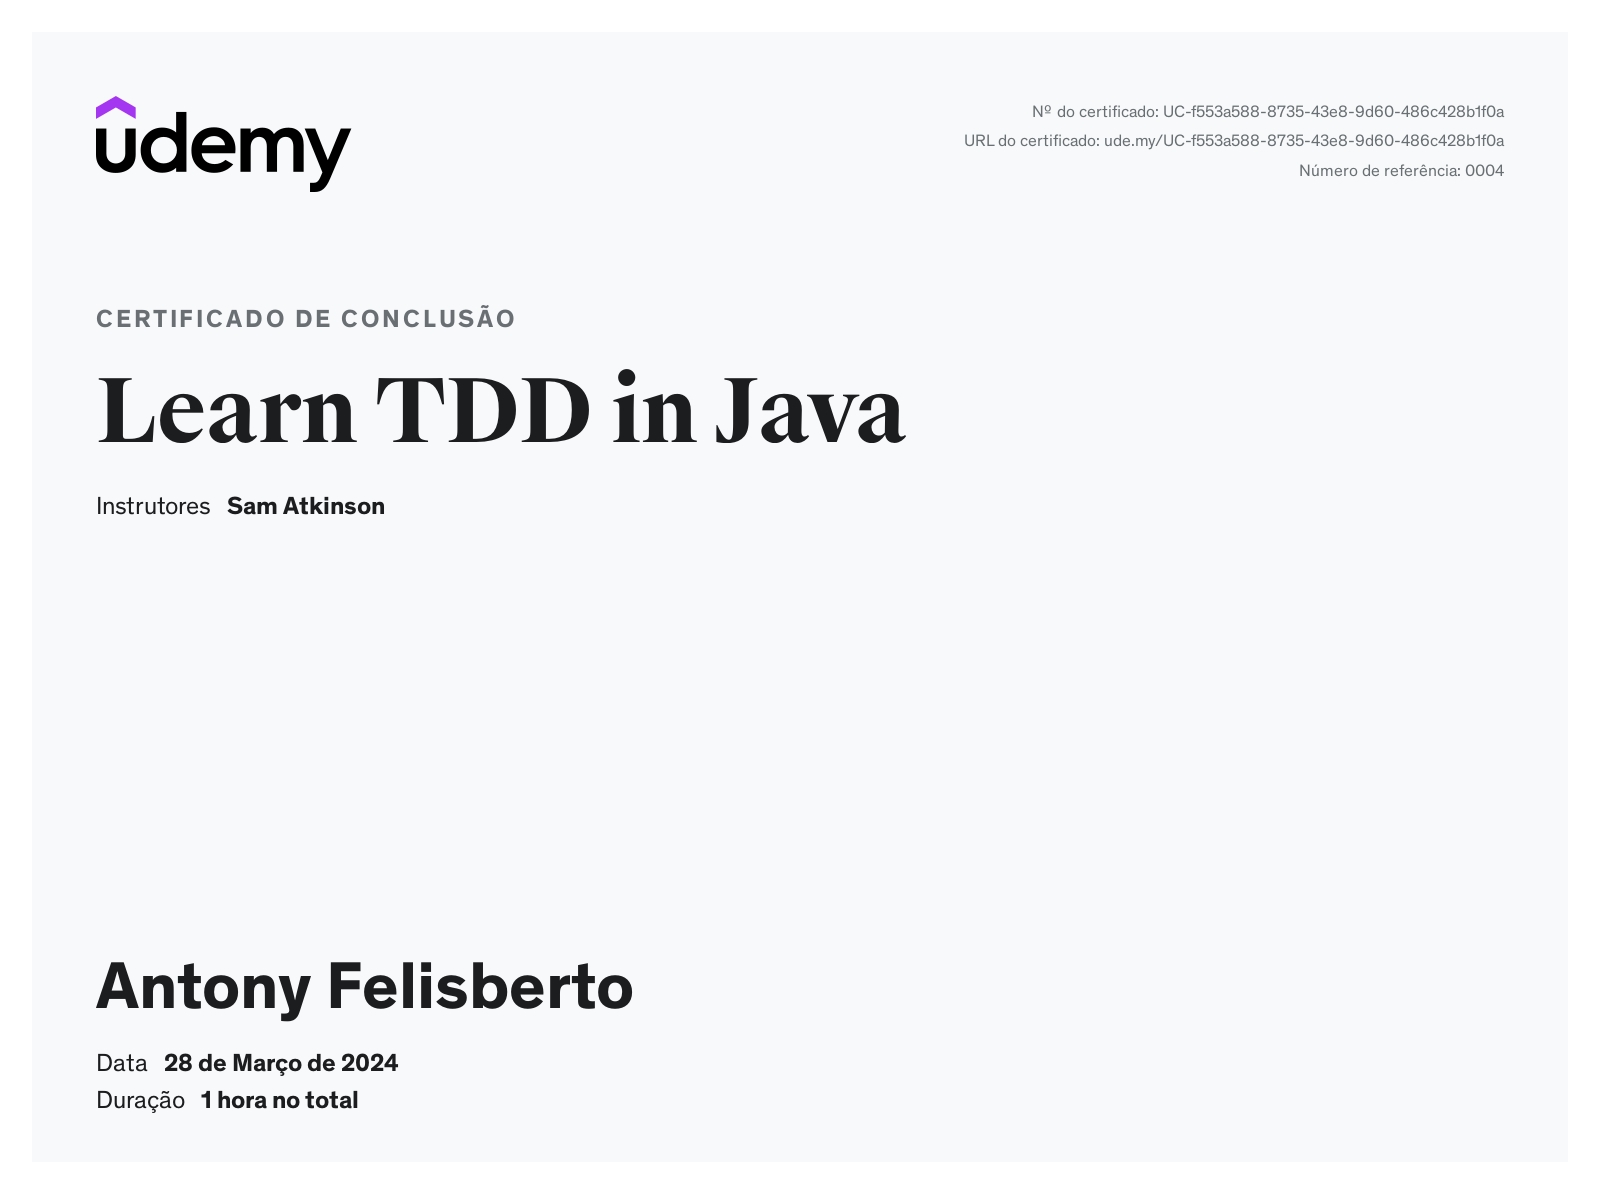 udemy
Nº do certificado: UC-f553a588-8735-43e8-9d60-486c428b1f0a
URL do certificado: ude.my/UC-f553a588-8735-43e8-9d60-486c428b1f0a
Número de referência: 0004
CERTIFICADO DE CONCLUSÃO
Learn TDD in Java
Instrutores Sam Atkinson
Antony Felisberto
Data 28 de Março de 2024
Duração 1 hora no total